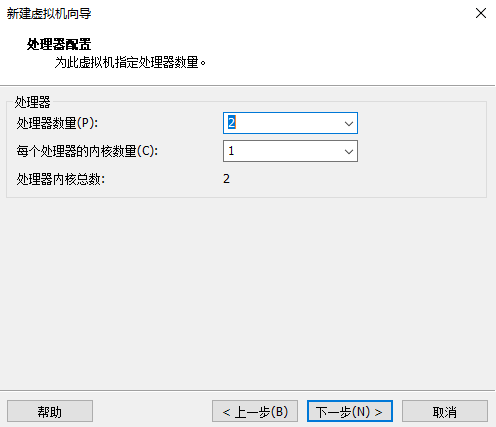 新建虚拟机向导
处理器配置
为此虚拟机指定处理器数量。
处理器
处理器数量(P): 2
每个处理器的内核数量(C): 1
处理器内核总数: 2
帮助 < 上一步(B) 下一步(N) > 取消